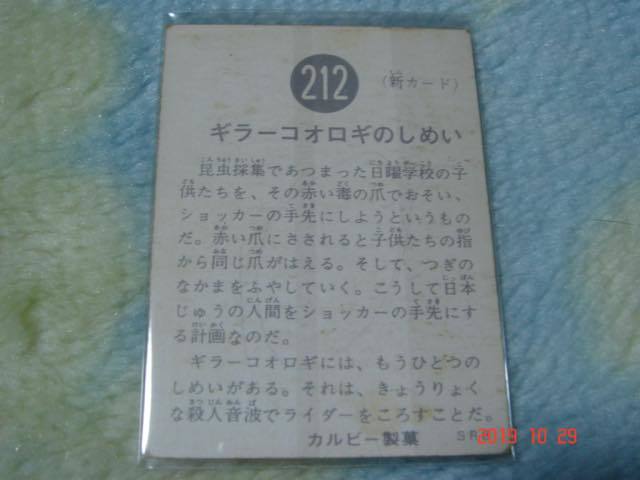 212
(新カード)
ギラーコオロギのしめい
昆虫採集であつまった日曜学校の子
供たちを、その赤い毒の爪でおそい、
ショッカーの手先にしようというもの
だ。赤い爪にさされると子供たちの指
から同じ爪がはえる。そして、つぎの
なかまをふやしていく。こうして日本
じゅうの人間をショッカーの手先にす
る計画なのだ。
ギラーコオロギには、もうひとつの
しめいがある。それは、きょうりょく
な殺人音波でライダーをころすことだ。
カルビー製菓
SR
2019 10 29